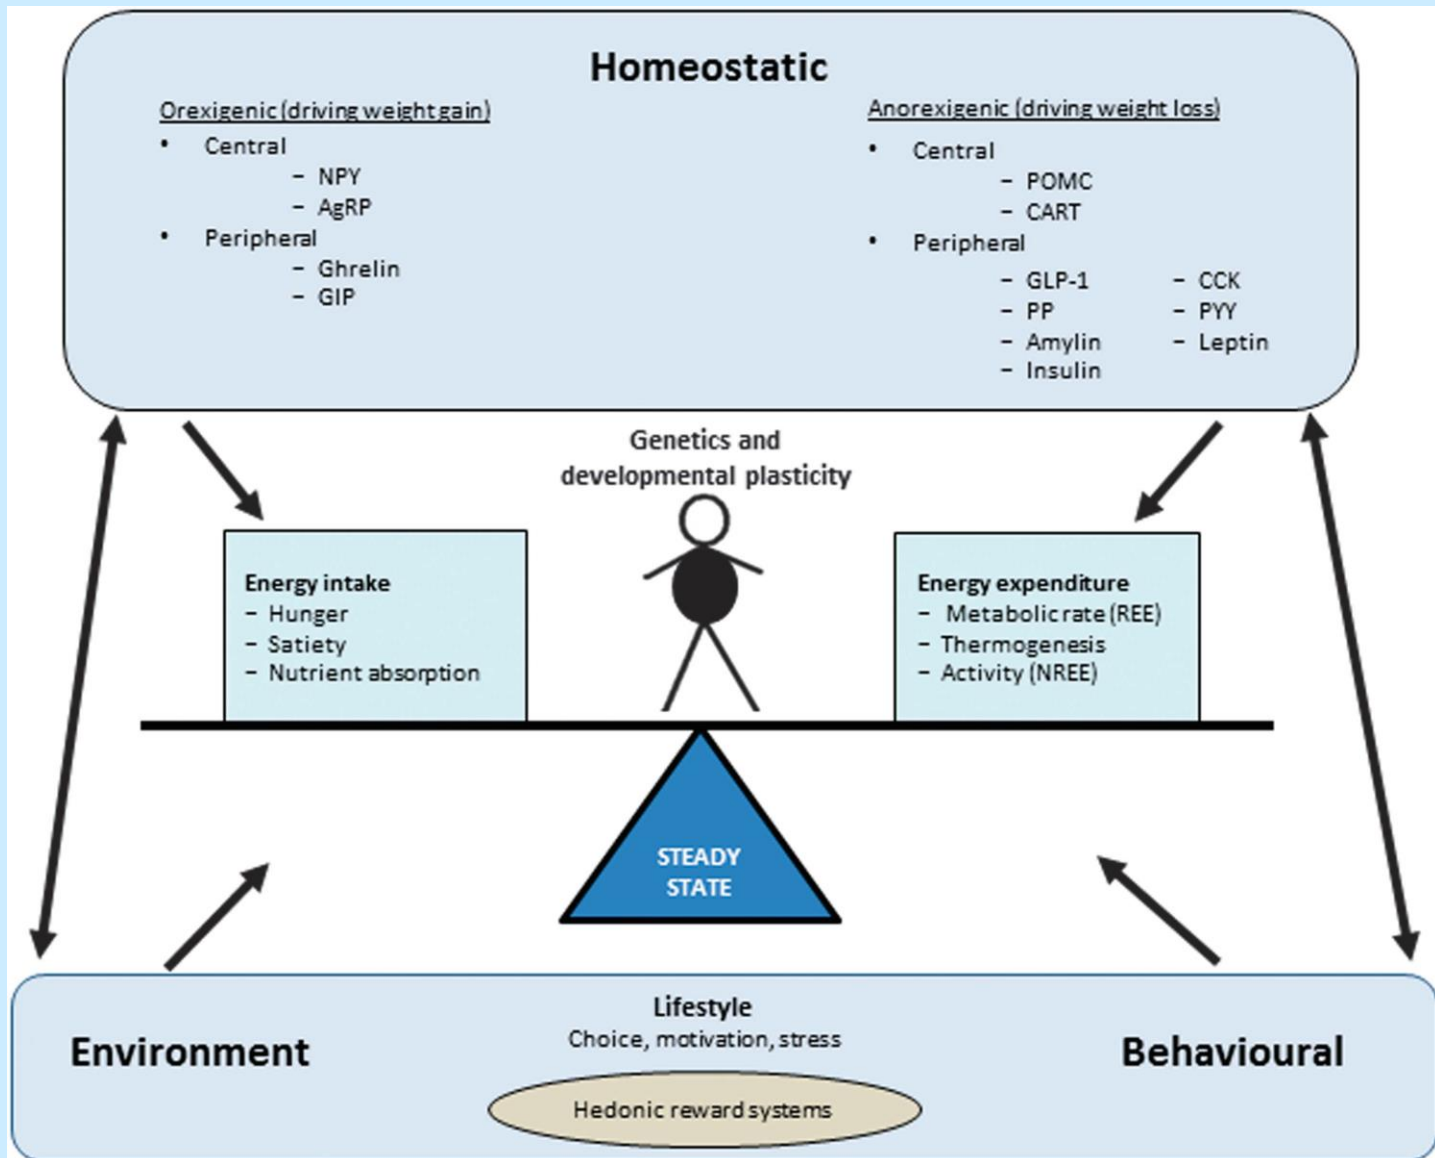 Homeostatic
Orexigenic (driving weight gain)
• Central
– NPY
– AgRP
• Peripheral
– Ghrelin
– GIP
Anorexigenic (driving weight loss)
• Central
– POMC
– CART
• Peripheral
– GLP-1
– PP
– Amylin
– Insulin
– CCK
– PYY
– Leptin
Genetics and
developmental plasticity
Energy intake
– Hunger
– Satiety
– Nutrient absorption
Energy expenditure
– Metabolic rate (REE)
– Thermogenesis
– Activity (NREE)
STEADY
STATE
Environment
Lifestyle
Choice, motivation, stress
Hedonic reward systems
Behavioural